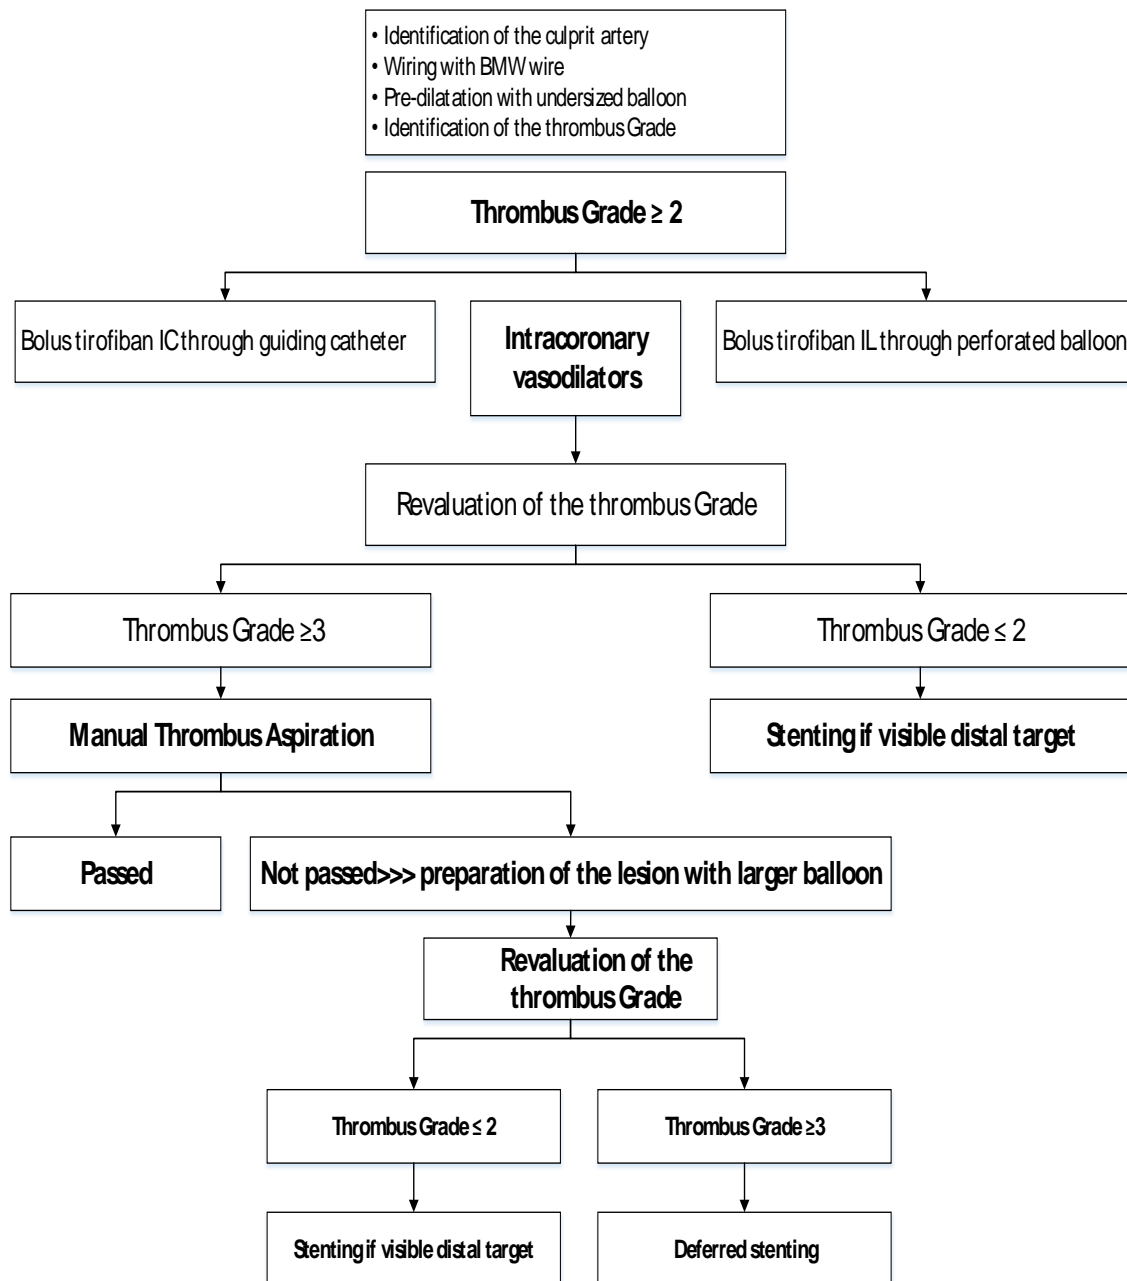 • Identification of the culprit artery
• Wiring with BMW wire
• Pre-dilatation with undersized balloon
• Identification of the thrombus Grade
Thrombus Grade ≥ 2
Bolus tirofiban IC through guiding catheter
Intracoronary
vasodilators
Bolus tirofiban IL through perforated balloon
Revaluation of the thrombus Grade
Thrombus Grade ≥3
Thrombus Grade ≤ 2
Manual Thrombus Aspiration
Stenting if visible distal target
Passed
Not passed>>> preparation of the lesion with larger balloon
Revaluation of the
thrombus Grade
Thrombus Grade ≤ 2
Thrombus Grade ≥3
Stenting if visible distal target
Deferred stenting